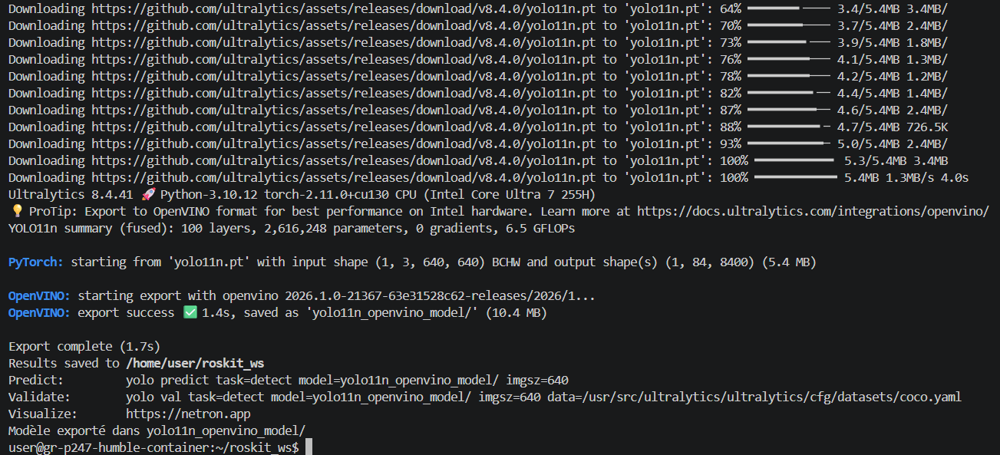 Downloading https://github.com/ultralytics/assets/releases/download/v8.4.0/yolo11n.pt to 'yolo11n.pt': 64% ━━━━━━━━──── 3.4/5.4MB 3.4MB/
Downloading https://github.com/ultralytics/assets/releases/download/v8.4.0/yolo11n.pt to 'yolo11n.pt': 70% ━━━━━━━━──── 3.7/5.4MB 2.4MB/
Downloading https://github.com/ultralytics/assets/releases/download/v8.4.0/yolo11n.pt to 'yolo11n.pt': 73% ━━━━━━━━━─── 3.9/5.4MB 1.8MB/
Downloading https://github.com/ultralytics/assets/releases/download/v8.4.0/yolo11n.pt to 'yolo11n.pt': 76% ━━━━━━━━━─── 4.1/5.4MB 1.3MB/
Downloading https://github.com/ultralytics/assets/releases/download/v8.4.0/yolo11n.pt to 'yolo11n.pt': 78% ━━━━━━━━━─── 4.2/5.4MB 1.2MB/
Downloading https://github.com/ultralytics/assets/releases/download/v8.4.0/yolo11n.pt to 'yolo11n.pt': 82% ━━━━━━━━━━── 4.4/5.4MB 1.4MB/
Downloading https://github.com/ultralytics/assets/releases/download/v8.4.0/yolo11n.pt to 'yolo11n.pt': 87% ━━━━━━━━━━── 4.6/5.4MB 2.4MB/
Downloading https://github.com/ultralytics/assets/releases/download/v8.4.0/yolo11n.pt to 'yolo11n.pt': 88% ━━━━━━━━━━━─ 4.7/5.4MB 726.5K
Downloading https://github.com/ultralytics/assets/releases/download/v8.4.0/yolo11n.pt to 'yolo11n.pt': 93% ━━━━━━━━━━━─ 5.0/5.4MB 2.4MB/
Downloading https://github.com/ultralytics/assets/releases/download/v8.4.0/yolo11n.pt to 'yolo11n.pt': 100% ━━━━━━━━━━━━ 5.3/5.4MB 3.4MB
Downloading https://github.com/ultralytics/assets/releases/download/v8.4.0/yolo11n.pt to 'yolo11n.pt': 100% ━━━━━━━━━━━━ 5.4MB 1.3MB/s 4.0s
Ultralytics 8.4.41 🚀 Python-3.10.12 torch-2.11.0+cu130 CPU (Intel Core Ultra 7 255H)
💡 ProTip: Export to OpenVINO format for best performance on Intel hardware. Learn more at https://docs.ultralytics.com/integrations/openvino/
YOLO11n summary (fused): 100 layers, 2,616,248 parameters, 0 gradients, 6.5 GFLOPs
PyTorch: starting from 'yolo11n.pt' with input shape (1, 3, 640, 640) BCHW and output shape(s) (1, 84, 8400) (5.4 MB)
OpenVINO: starting export with openvino 2026.1.0-21367-63e31528c62-releases/2026/1...
OpenVINO: export success ✅ 1.4s, saved as 'yolo11n_openvino_model/' (10.4 MB)
Export complete (1.7s)
Results saved to /home/user/roskit_ws
Predict:         yolo predict task=detect model=yolo11n_openvino_model/ imgsz=640
Validate:        yolo val task=detect model=yolo11n_openvino_model/ imgsz=640 data=/usr/src/ultralytics/ultralytics/cfg/datasets/coco.yaml
Visualize:       https://netron.app
Modèle exporté dans yolo11n_openvino_model/
user@gr-p247-humble-container:~/roskit_ws$